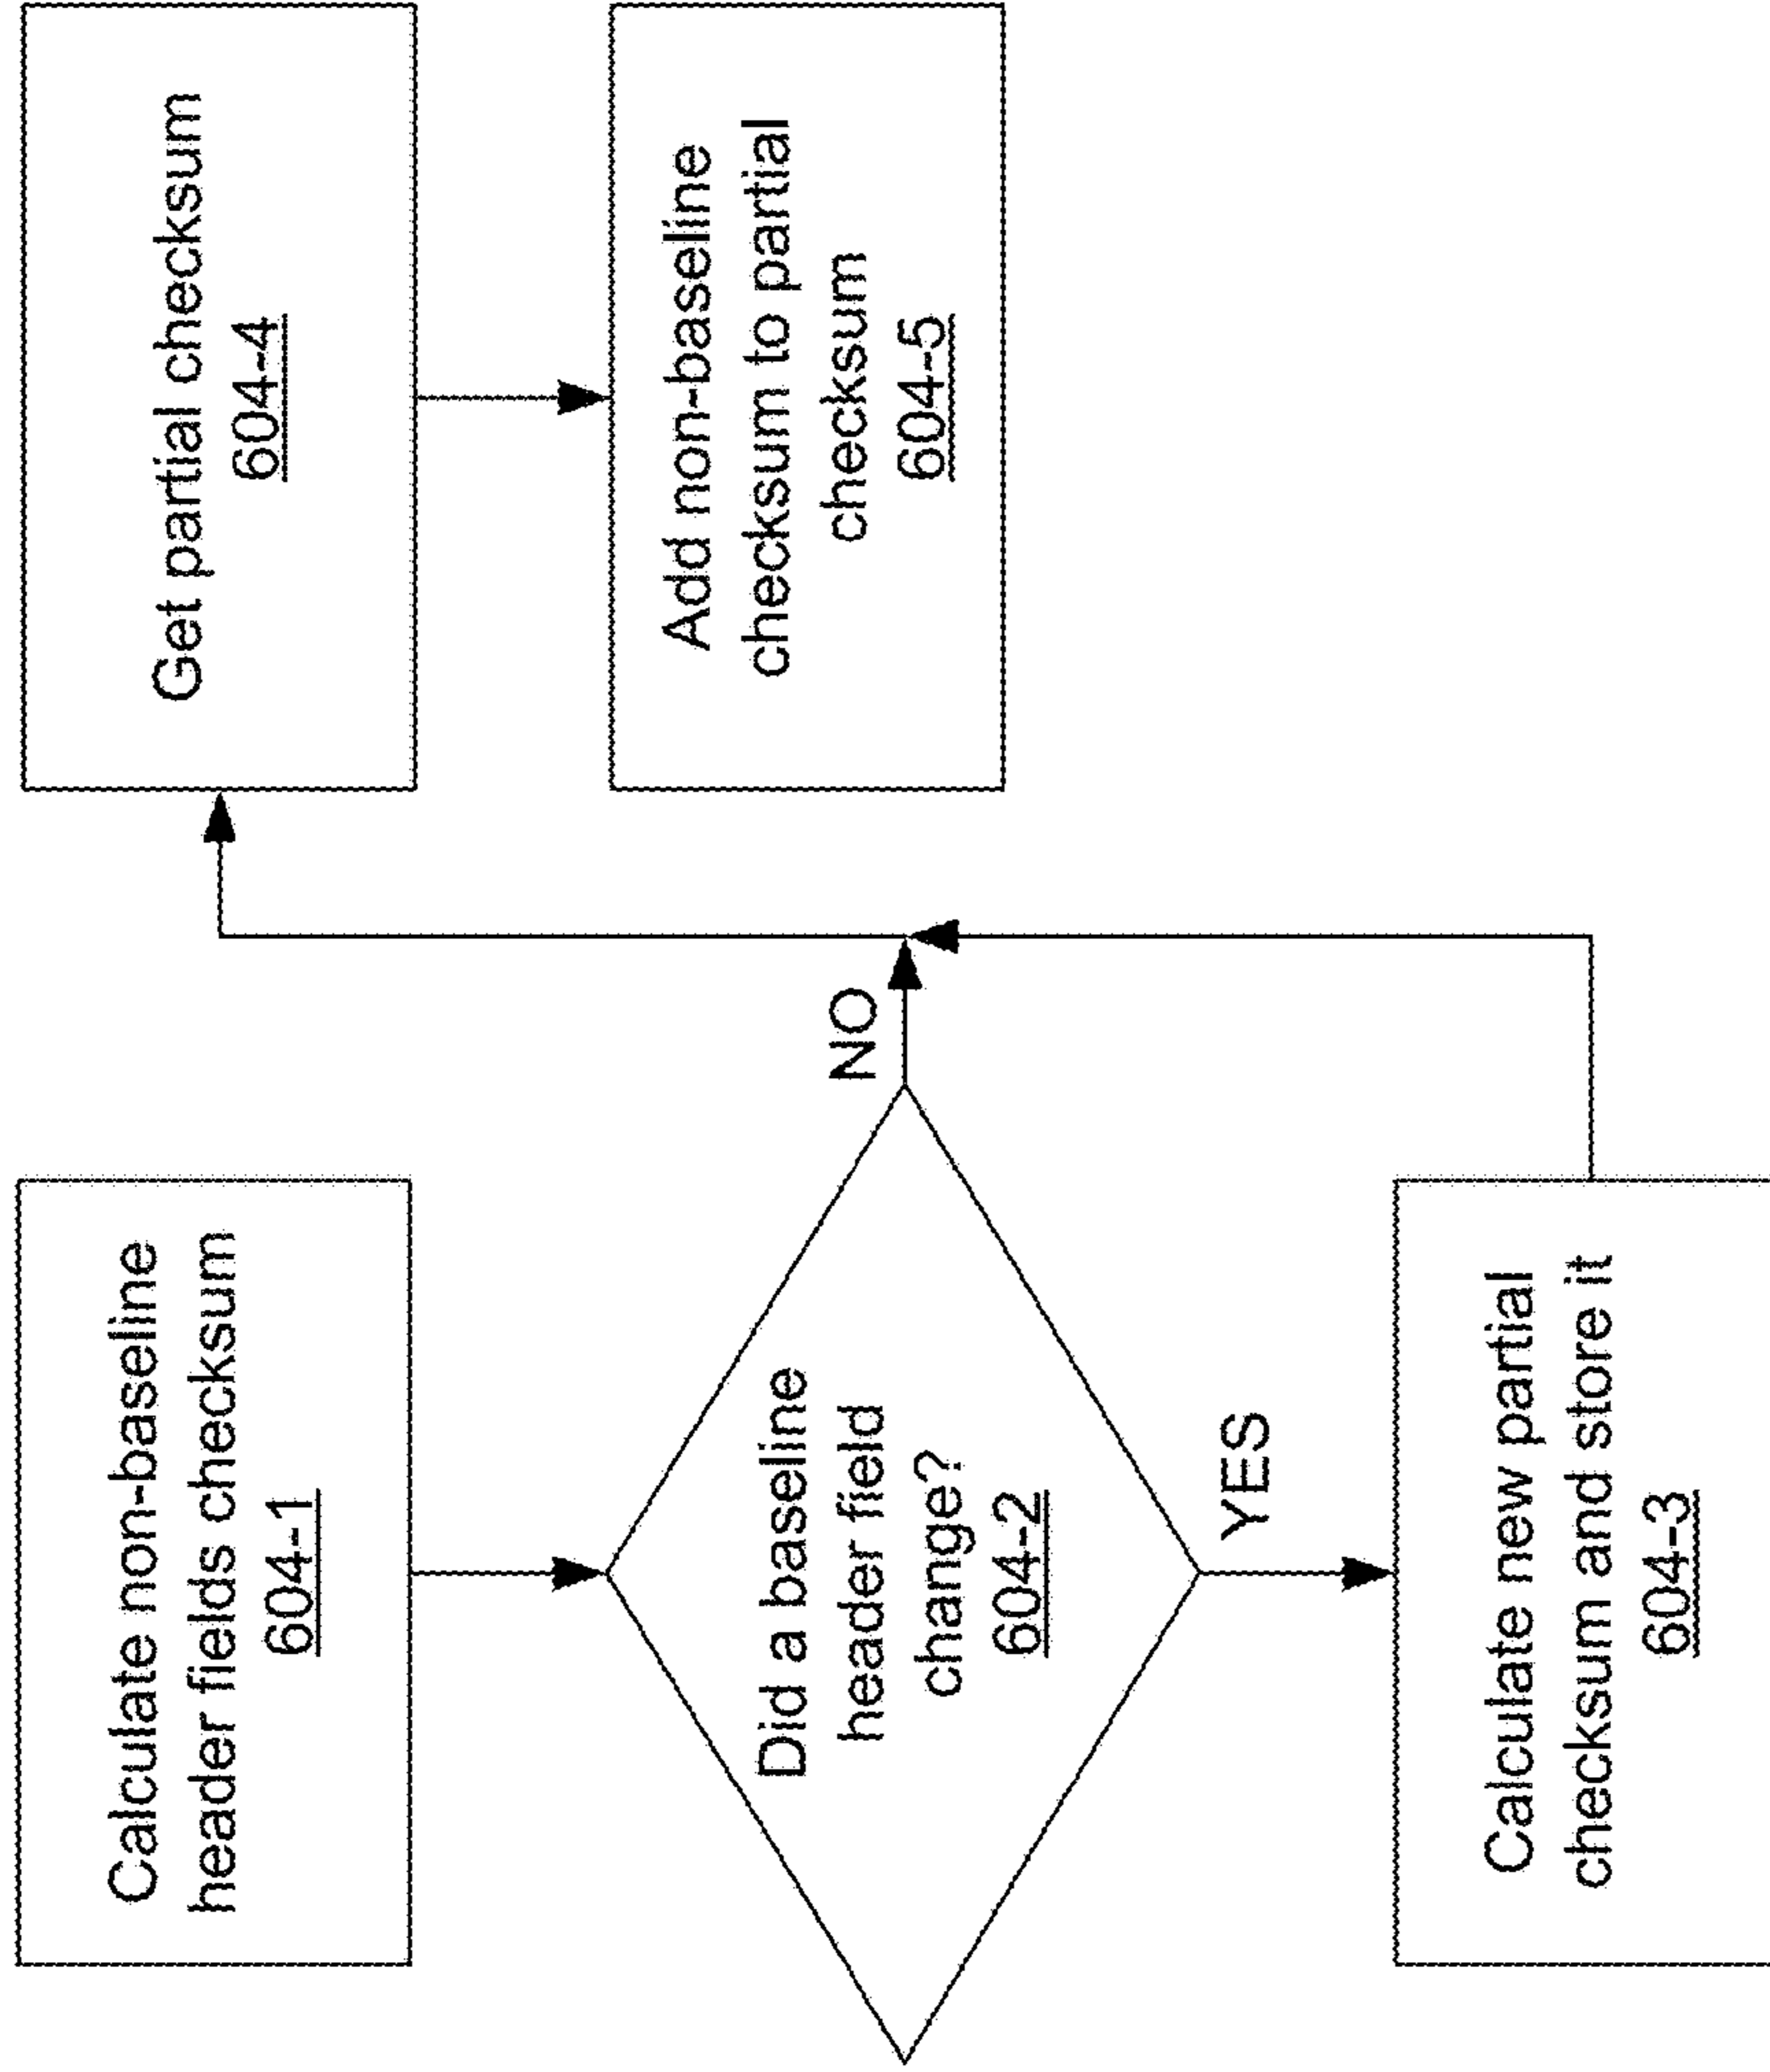 Calculate non-baseline
header fields checksum
604-1
Did a baseline
header field
change?
604-2
NO
YES
Calculate new partial
checksum and store it
604-3
Get partial checksum
604-4
Add non-baseline
checksum to partial
checksum
604-5